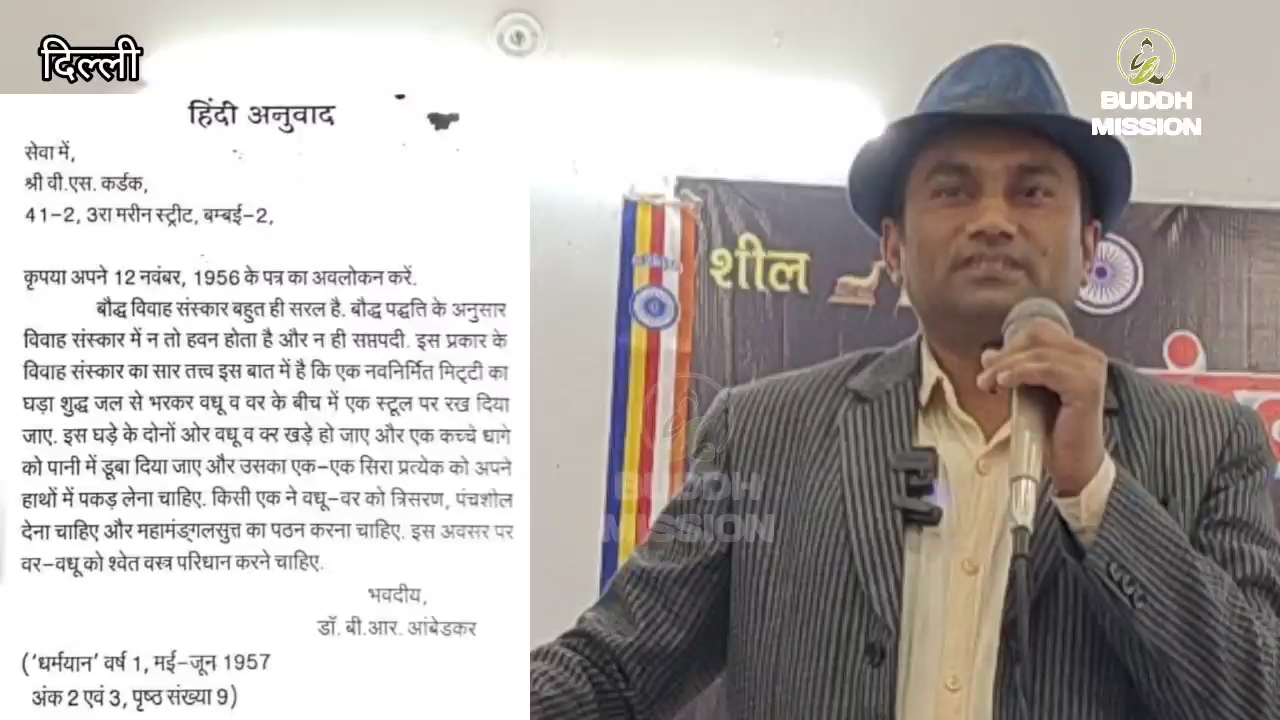 दिल्ली
हिंदी अनुवाद
सेवा में,
श्री वी.एस. कर्डक,
41-2, 3रा मरीन स्ट्रीट, बम्बई-2,
कृपया अपने 12 नवंबर, 1956 के पत्र का अवलोकन करें.
बौद्ध विवाह संस्कार बहुत ही सरल है. बौद्ध पद्धति के अनुसार
विवाह संस्कार में न तो हवन होता है और न ही सप्तपदी. इस प्रकार के
विवाह संस्कार का सार तत्त्व इस बात में है कि एक नवनिर्मित मिट्टी का
घड़ा शुद्ध जल से भरकर वधू व वर के बीच में एक स्टूल पर रख दिया
जाए. इस घड़े के दोनों ओर वधू व वर खड़े हो जाए और एक कच्चे धागे
को पानी में डूबा दिया जाए और उसका एक-एक सिरा प्रत्येक को अपने
हाथों में पकड़ लेना चाहिए. किसी एक ने वधू-वर को त्रिसरण, पंचशील
देना चाहिए और महामंङ्गलसुत्त का पठन करना चाहिए. इस अवसर पर
वर-वधू को श्वेत वस्त्र परिधान करने चाहिए.
भवदीय,
डॉ. बी.आर. आंबेडकर
('धर्मयान' वर्ष 1, मई-जून 1957
अंक 2 एवं 3, पृष्ठ संख्या 9)
शील
BUDDH
MISSION
BUDDH
MISSION